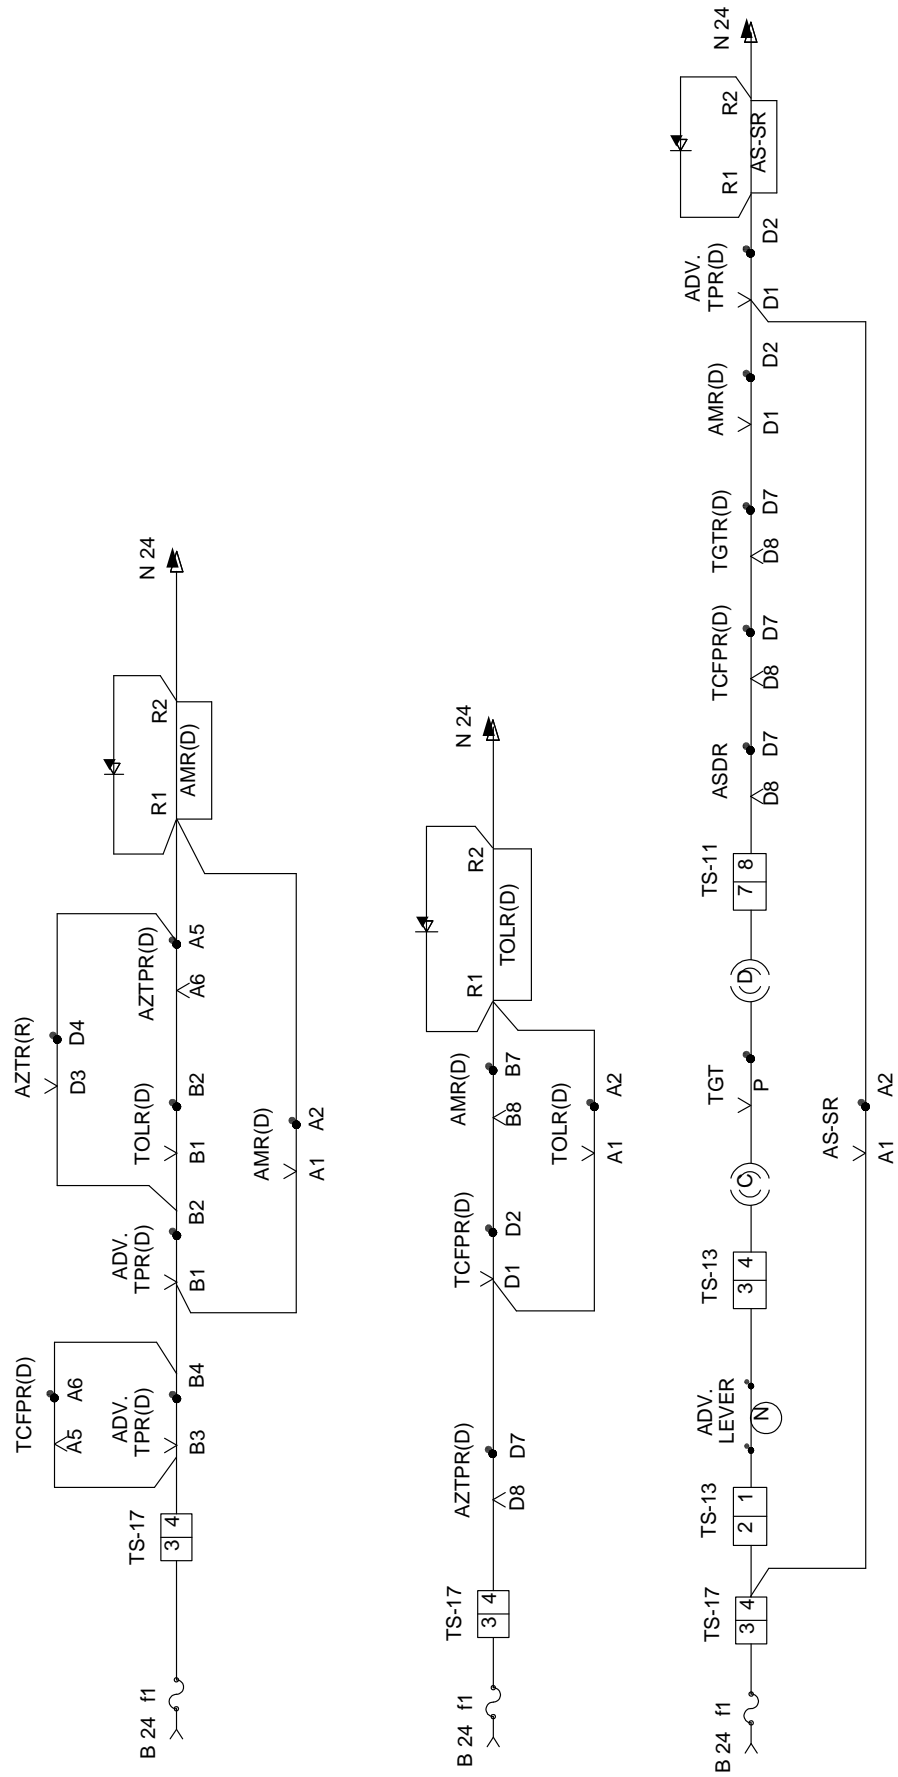 B 24 f1
TS-17
3 4
TCFPR(D)
A5 A6
ADV.
TPR(D)
B3 B4
ADV.
TPR(D)
B1 B2
AZTR(R)
D3 D4
TOLR(D)
B1 B2
AZTPR(D)
A6 A5
AMR(D)
A1 A2
R1 R2
AMR(D)
N 24
B 24 f1
TS-17
3 4
AZTPR(D)
D8 D7
TCFPR(D)
D1 D2
AMR(D)
B8 B7
TOLR(D)
A1 A2
R1 R2
TOLR(D)
N 24
B 24 f1
TS-17
3 4
TS-13
2 1
ADV.
LEVER
N
TS-13
3 4
C
TGT
P
D
TS-11
7 8
ASDR
D8 D7
TCFPR(D)
D8 D7
TGTR(D)
D8 D7
AMR(D)
D1 D2
ADV.
TPR(D)
D1 D2
AS-SR
A1 A2
R1 R2
AS-SR
N 24